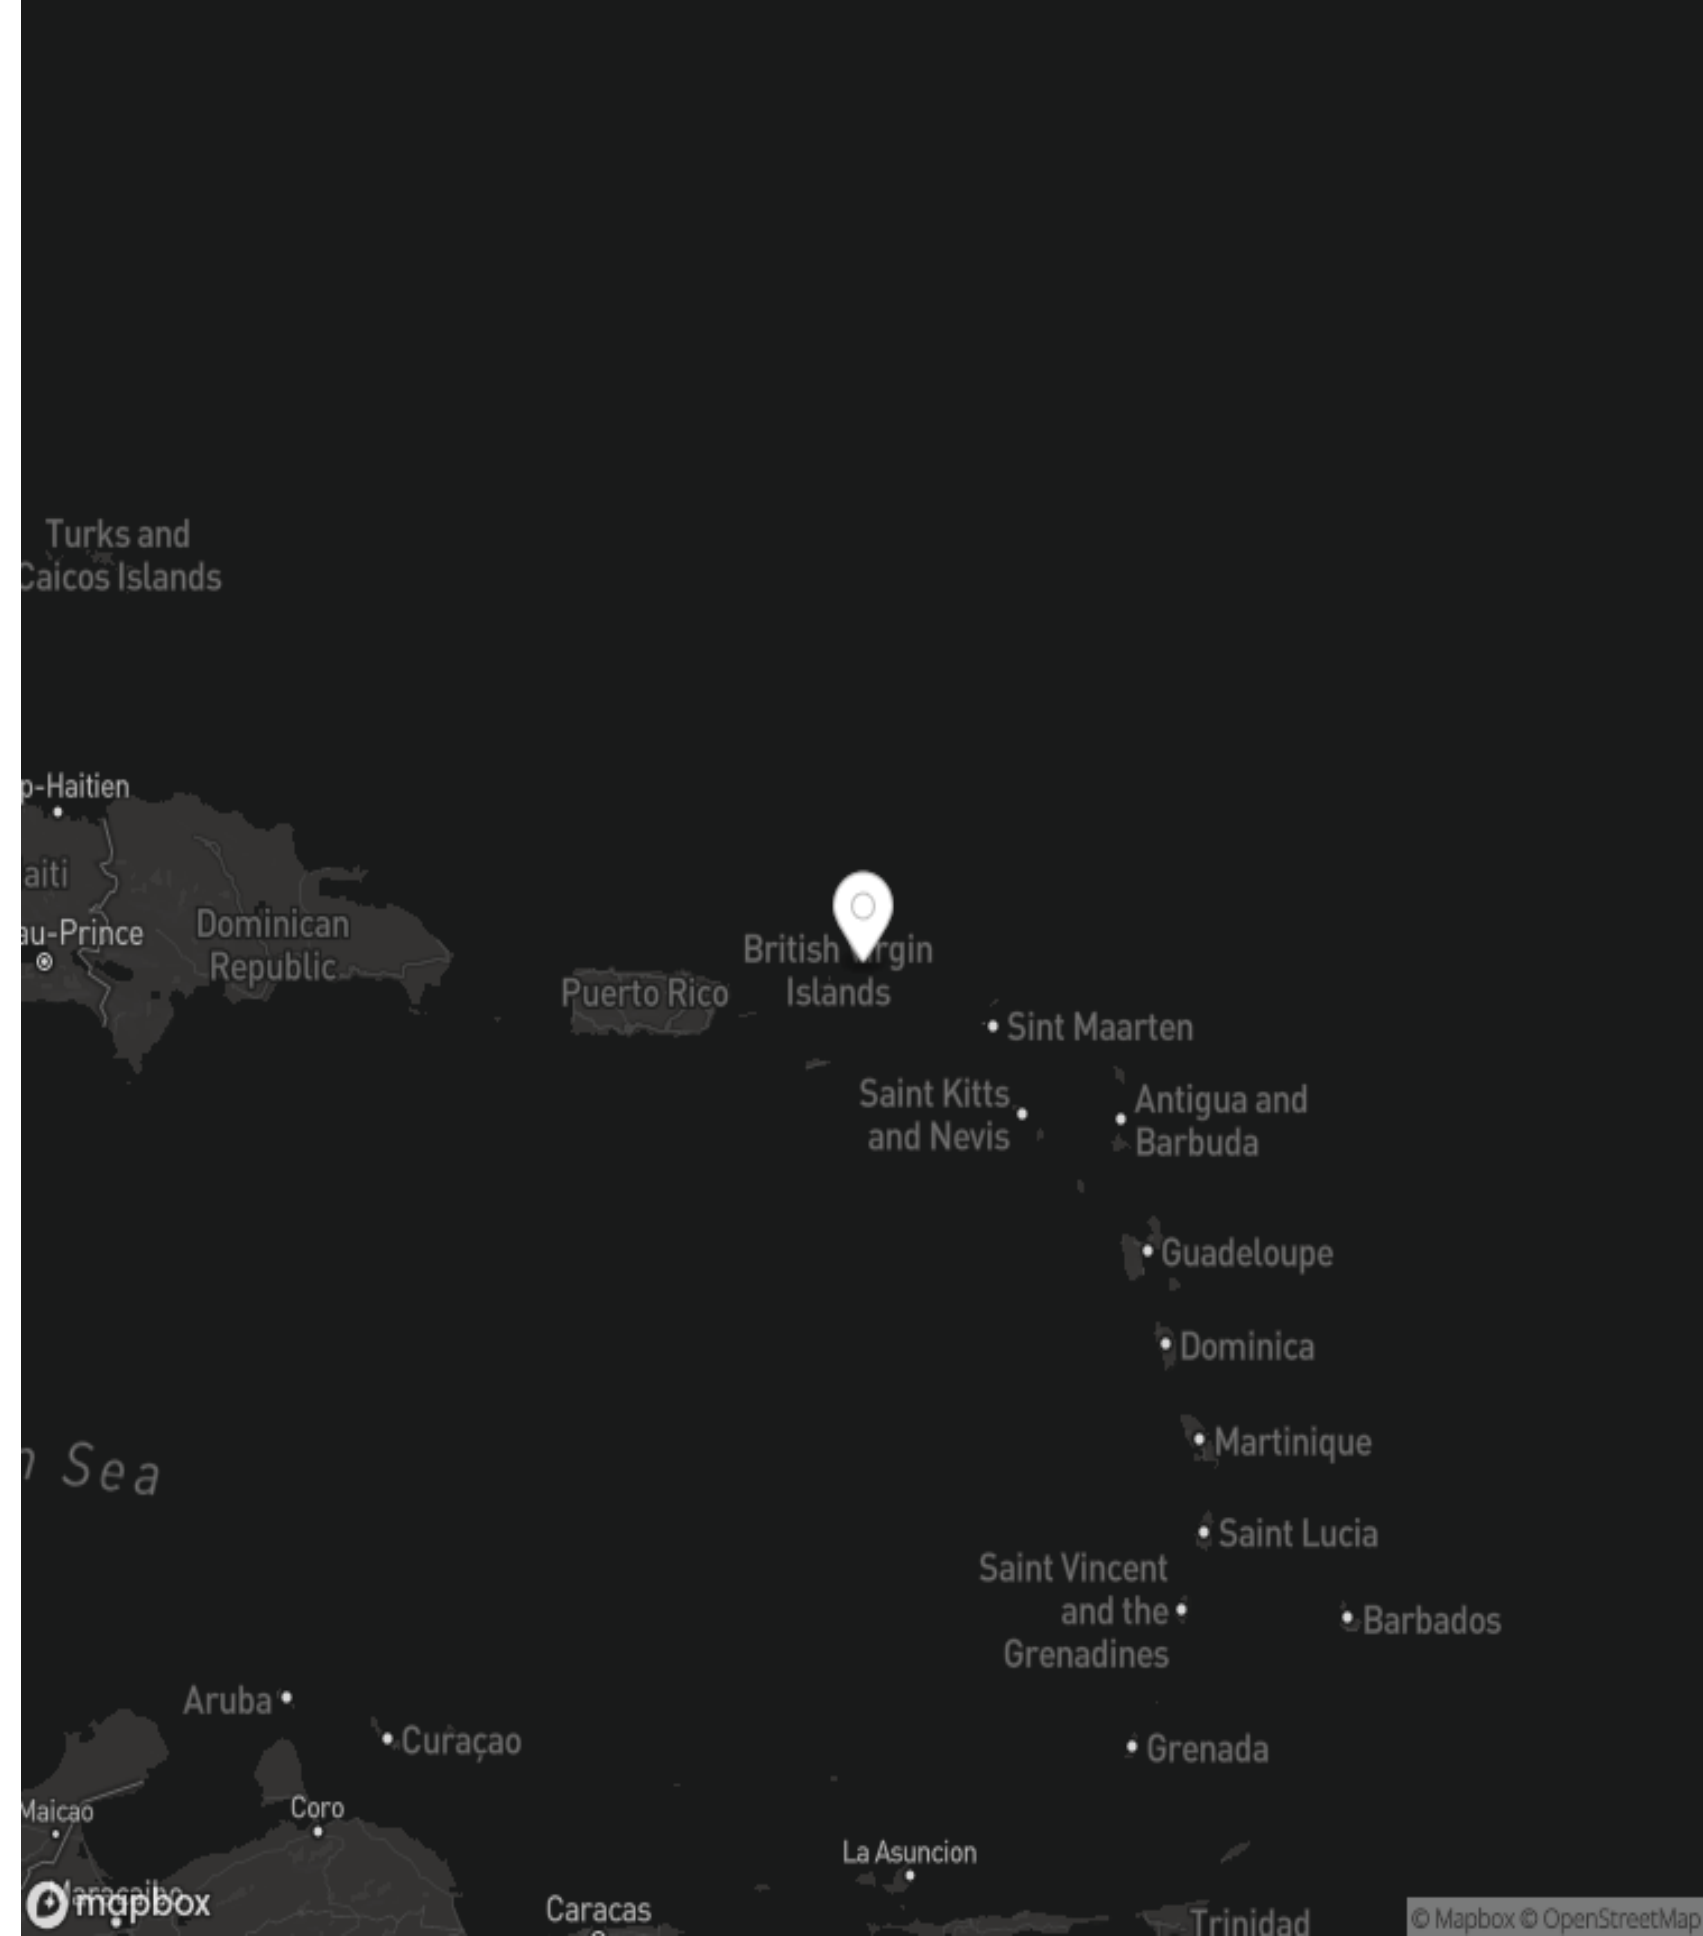 Turks and
Caicos Islands
p-Haitien
aiti
au-Prince
Dominican
Republic
Puerto Rico
British Virgin
Islands
Sint Maarten
Saint Kitts
and Nevis
Antigua and
Barbuda
Guadeloupe
Dominica
Martinique
n Sea
Saint Lucia
Saint Vincent
and the
Grenadines
Barbados
Aruba
Curaçao
Grenada
Maicao
Coro
La Asuncion
Maracaibo
mapbox
Caracas
Trinidad
© Mapbox © OpenStreetMap